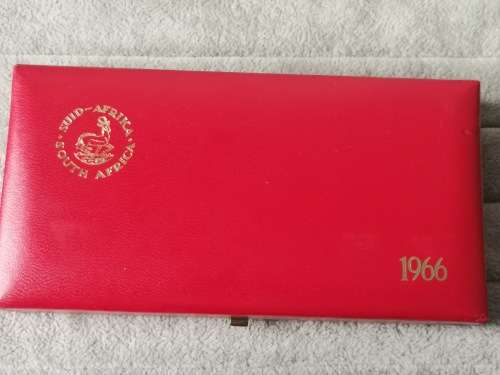 • SUID-AFRIKA •
SOUTH AFRICA
1966